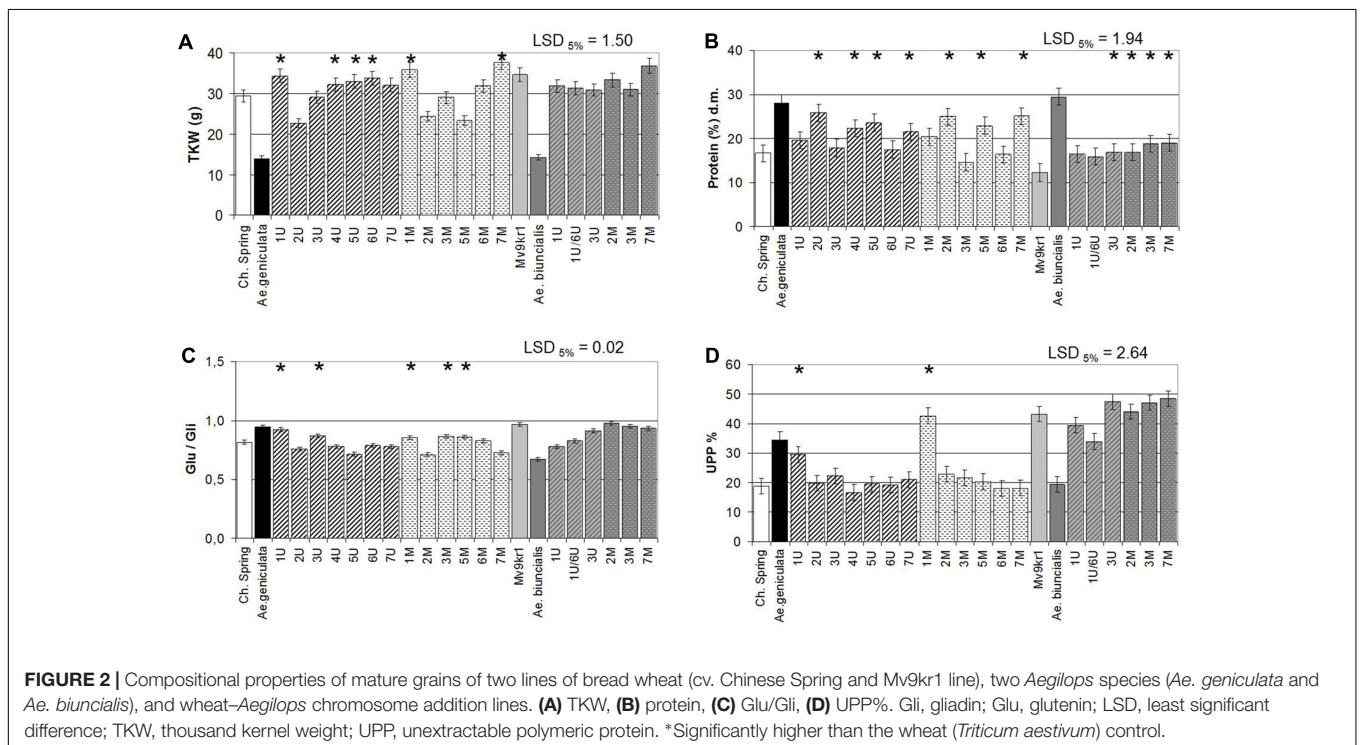 A
LSD 5% = 1.50
TKW (g)
40
30
20
10
0
* * * * * *
Ch. Spring
Ae.geniculata
1U
2U
3U
4U
5U
6U
7U
1M
2M
3M
5M
6M
7M
Mv9kr1
Ae. biuncialis
1U
1U/6U
3U
2M
3M
7M
B
LSD 5% = 1.94
Protein (%) d.m.
40
30
20
10
0
* * * * * * * * * * *
Ch. Spring
Ae.geniculata
1U
2U
3U
4U
5U
6U
7U
1M
2M
3M
5M
6M
7M
Mv9kr1
Ae. biuncialis
1U
1U/6U
3U
2M
3M
7M
C
LSD 5% = 0.02
Glu / Gli
1,5
1,0
0,5
0,0
* * * * *
Ch. Spring
Ae.geniculata
1U
2U
3U
4U
5U
6U
7U
1M
2M
3M
5M
6M
7M
Mv9kr1
Ae. biuncialis
1U
1U/6U
3U
2M
3M
7M
D
LSD 5% = 2.64
UPP %
60
50
40
30
20
10
0
* *
Ch. Spring
Ae.geniculata
1U
2U
3U
4U
5U
6U
7U
1M
2M
3M
5M
6M
7M
Mv9kr1
Ae. biuncialis
1U
1U/6U
3U
2M
3M
7M
FIGURE 2 | Compositional properties of mature grains of two lines of bread wheat (cv. Chinese Spring and Mv9kr1 line), two Aegilops species (Ae. geniculata and
Ae. biuncialis), and wheat–Aegilops chromosome addition lines. (A) TKW, (B) protein, (C) Glu/Gli, (D) UPP%. Gli, gliadin; Glu, glutenin; LSD, least significant
difference; TKW, thousand kernel weight; UPP, unextractable polymeric protein. *Significantly higher than the wheat (Triticum aestivum) control.